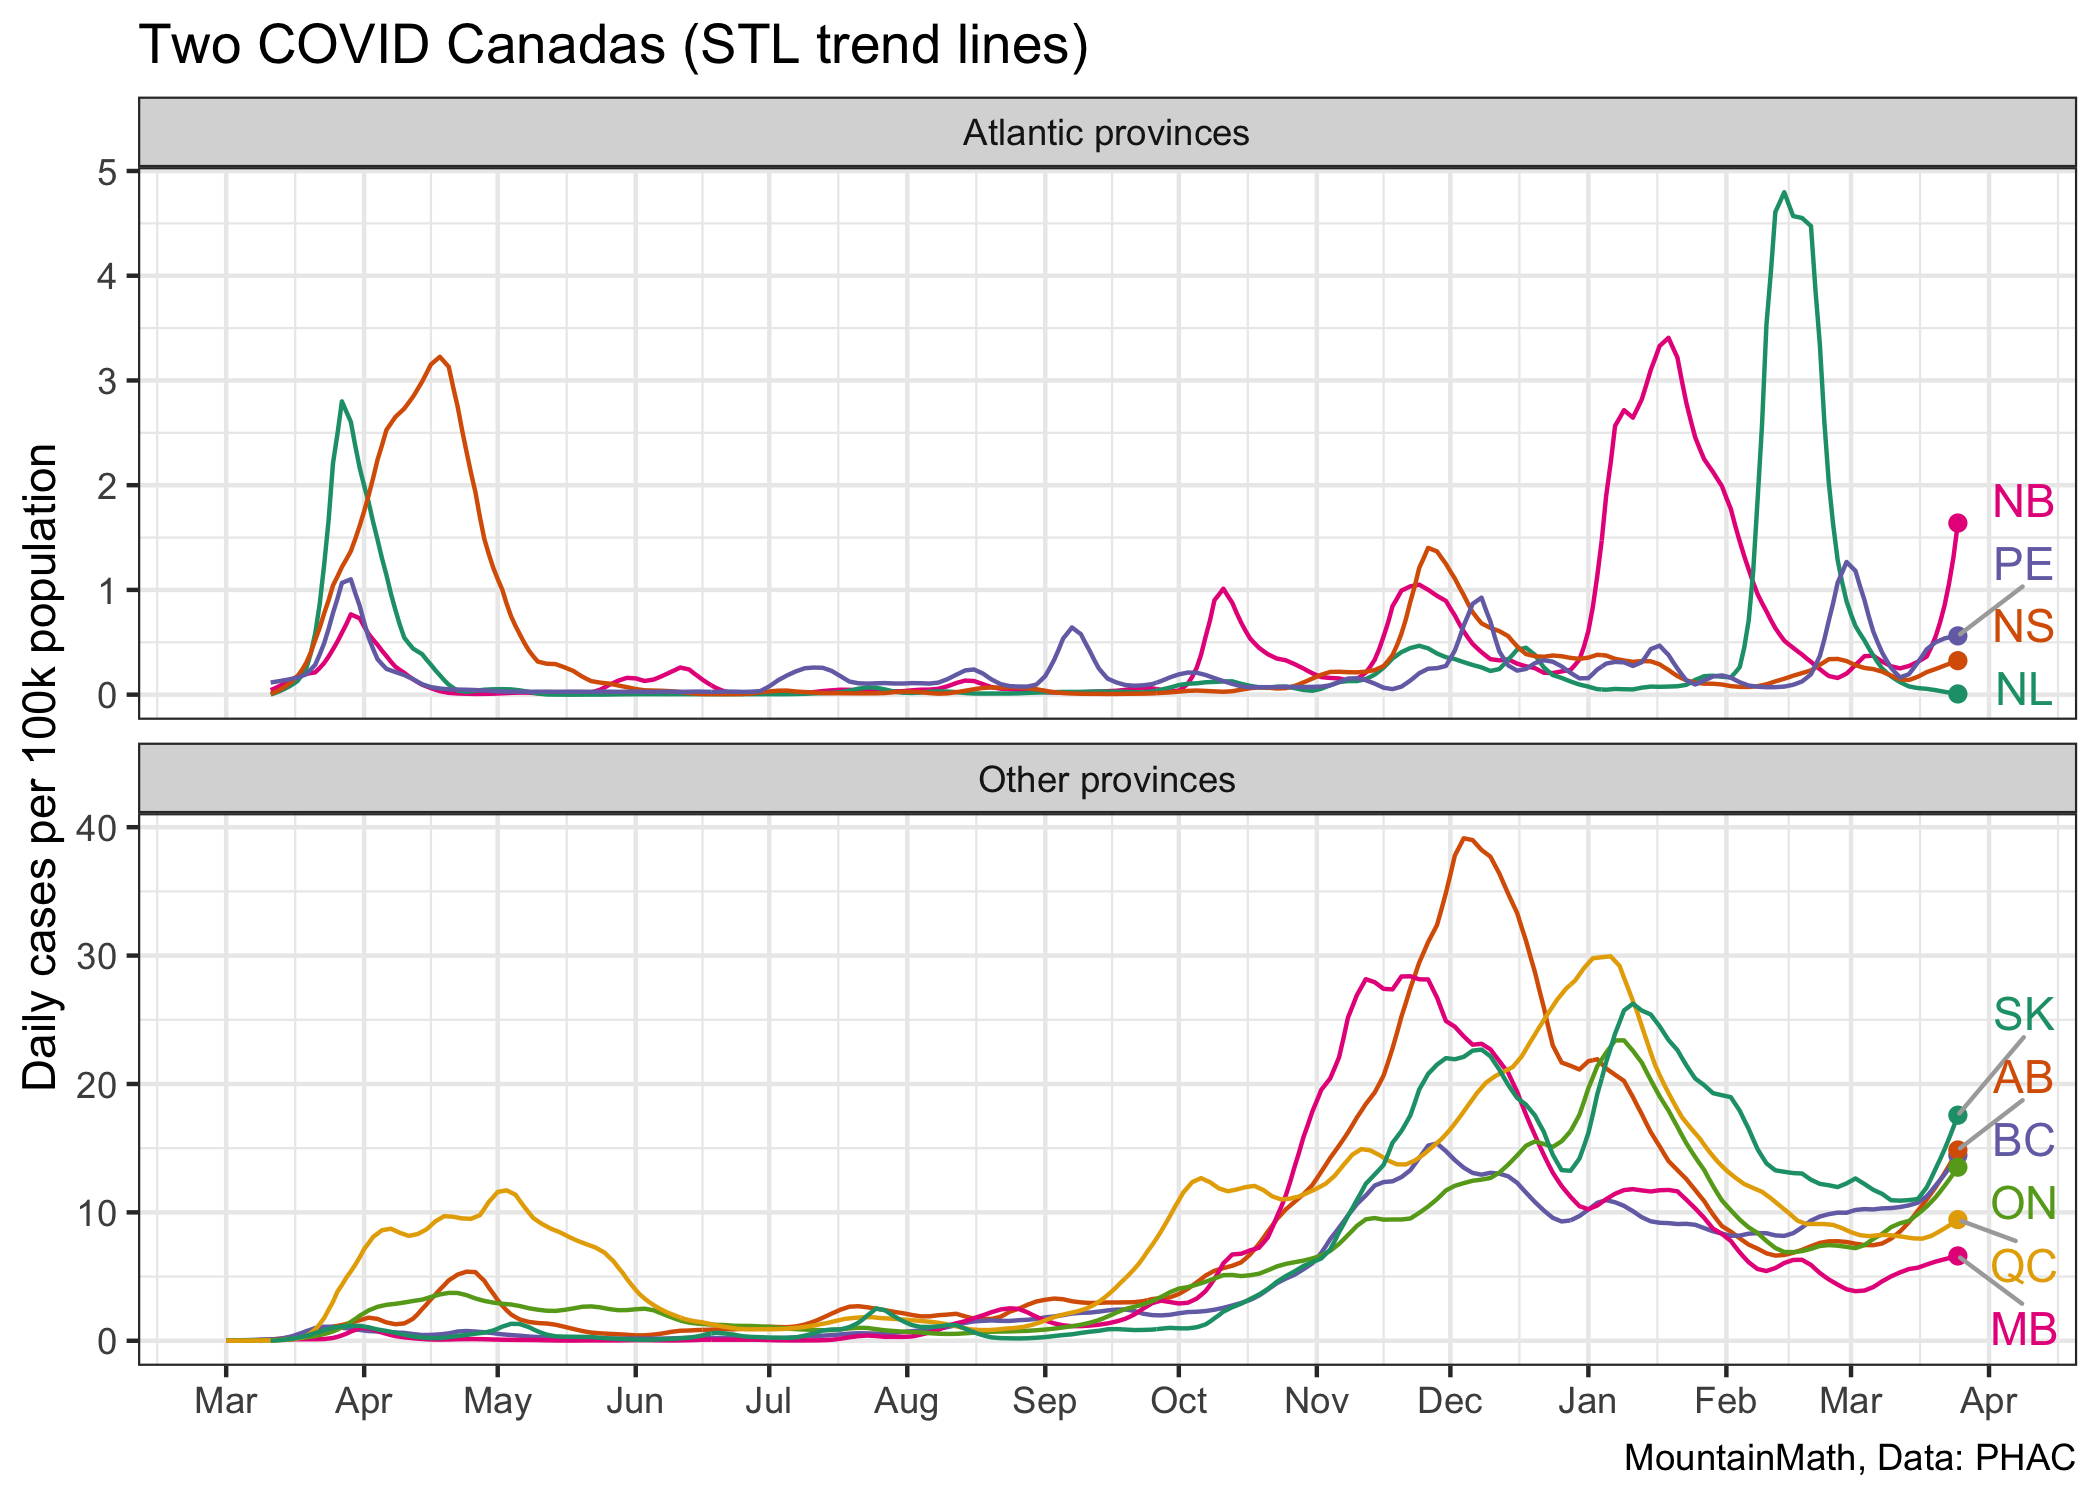 Two COVID Canadas (STL trend lines)
Atlantic provinces
Daily cases per 100k population
5
4
3
2
1
0
NB
PE
NS
NL
Other provinces
40
30
20
10
0
SK
AB
BC
ON
QC
MB
Mar Apr May Jun Jul Aug Sep Oct Nov Dec Jan Feb Mar Apr
MountainMath, Data: PHAC